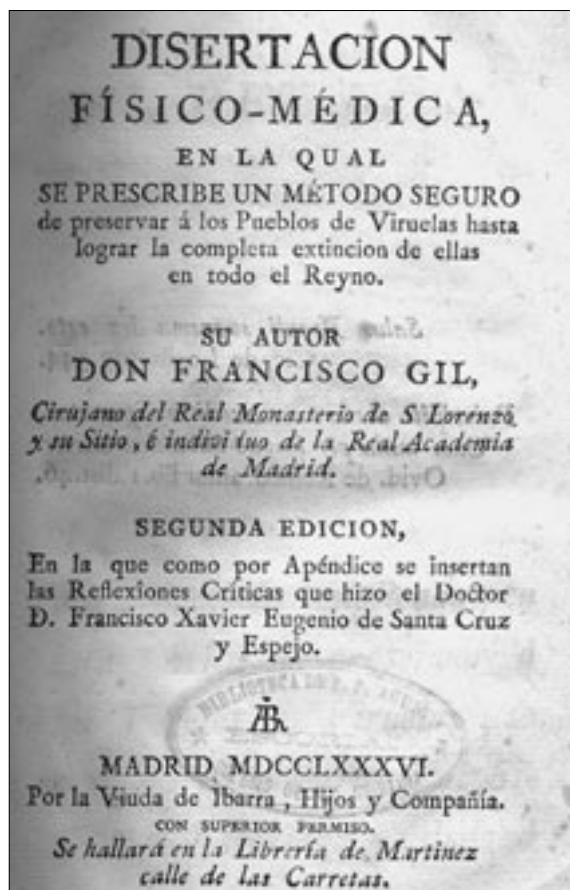 DISERTACION
FÍSICO-MÉDICA,
EN LA QUAL
SE PRESCRIBE UN MÉTODO SEGURO
de preservar á los Pueblos de Viruelas hasta
lograr la completa extincion de ellas
en todo el Reyno.
SU AUTOR
DON FRANCISCO GIL,
Cirujano del Real Monasterio de S. Lorenzo,
y su Sitio, é individuo de la Real Academia
de Madrid.
SEGUNDA EDICION,
En la que como por Apéndice se insertan
las Reflexîones Críticas que hizo el Doctor
D. Francisco Xavier Eugenio de Santa Cruz
y Espejo.
BIBLIOTECA
MADRID MDCCLXXXVI.
Por la Viuda de Ibarra, Hijos y Compañía.
CON SUPERIOR PERMISO.
Se hallará en la Librería de Martinez
calle de las Carretas.